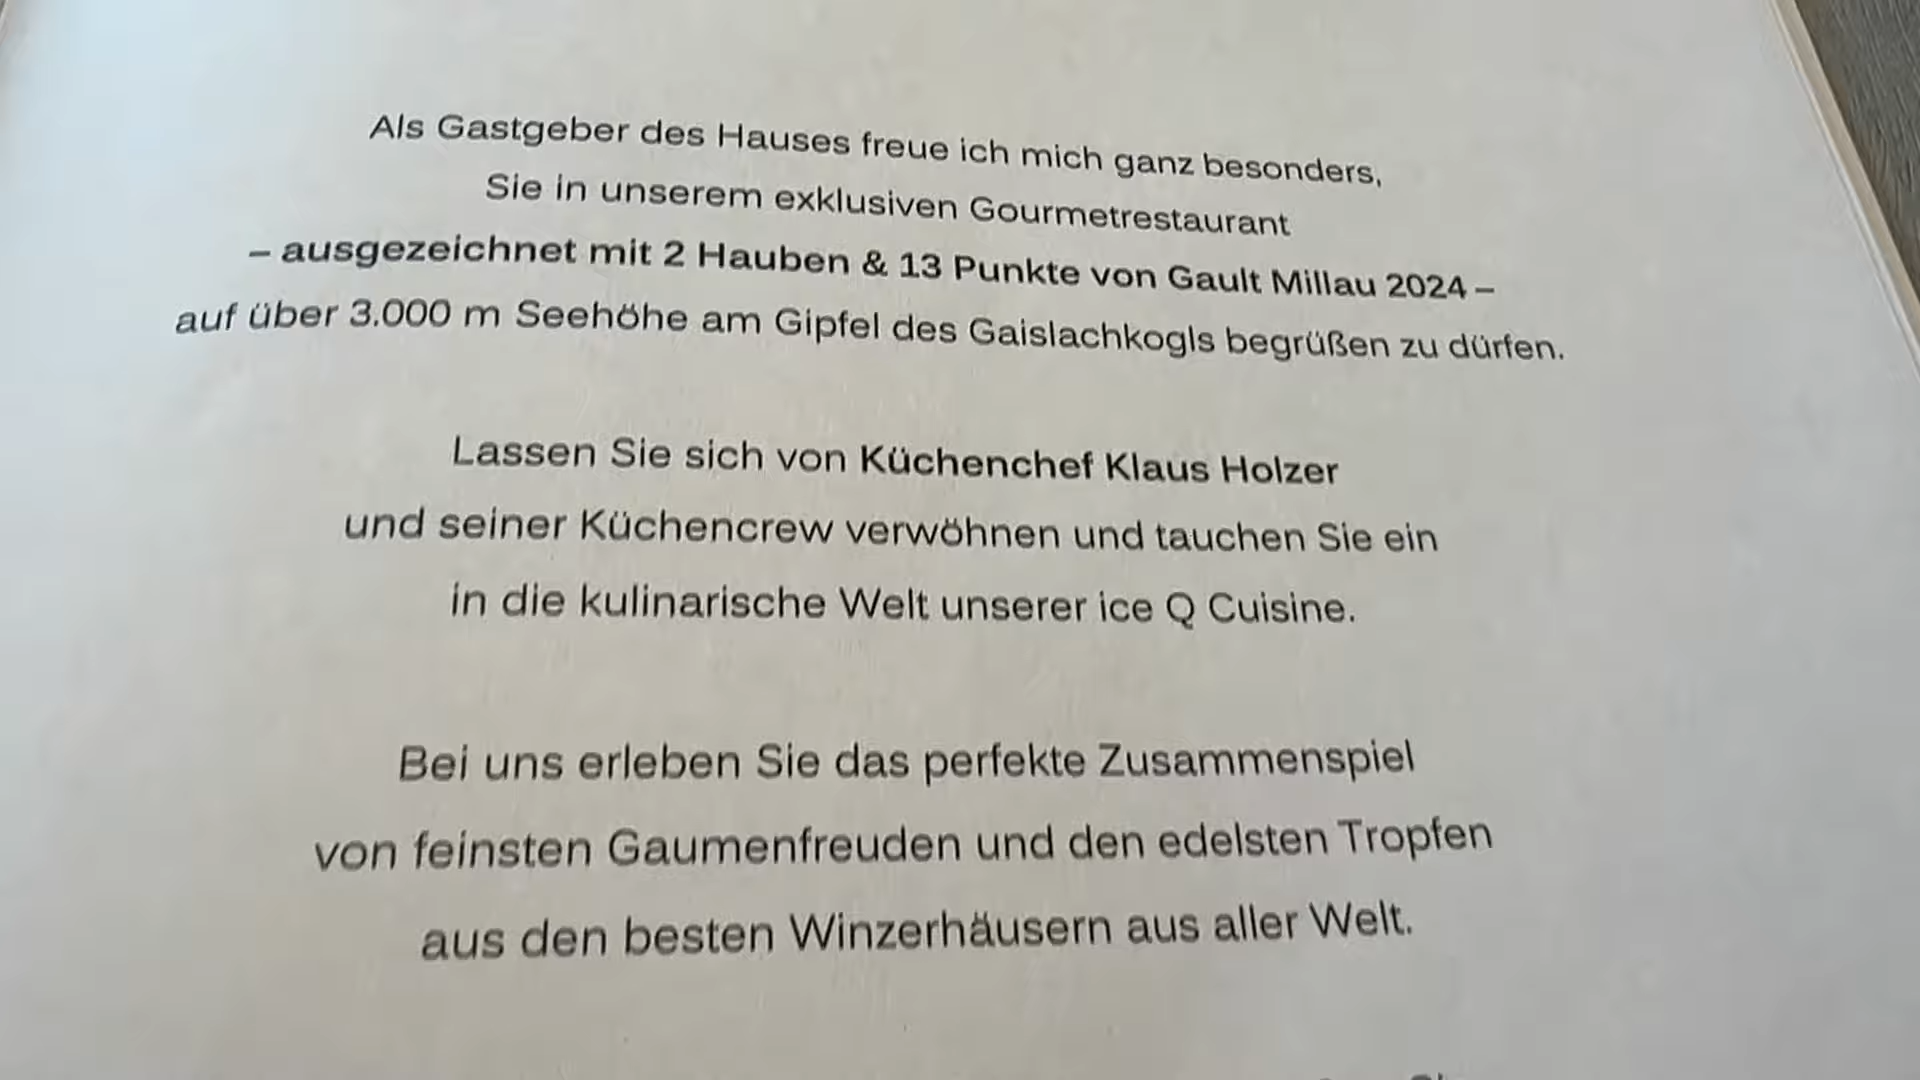 Als Gastgeber des Hauses freue ich mich ganz besonders,
Sie in unserem exklusiven Gourmetrestaurant
– ausgezeichnet mit 2 Hauben & 13 Punkte von Gault Millau 2024 –
auf über 3.000 m Seehöhe am Gipfel des Gaislachkogls begrüßen zu dürfen.
Lassen Sie sich von Küchenchef Klaus Holzer
und seiner Küchencrew verwöhnen und tauchen Sie ein
in die kulinarische Welt unserer ice Q Cuisine.
Bei uns erleben Sie das perfekte Zusammenspiel
von feinsten Gaumenfreuden und den edelsten Tropfen
aus den besten Winzerhäusern aus aller Welt.